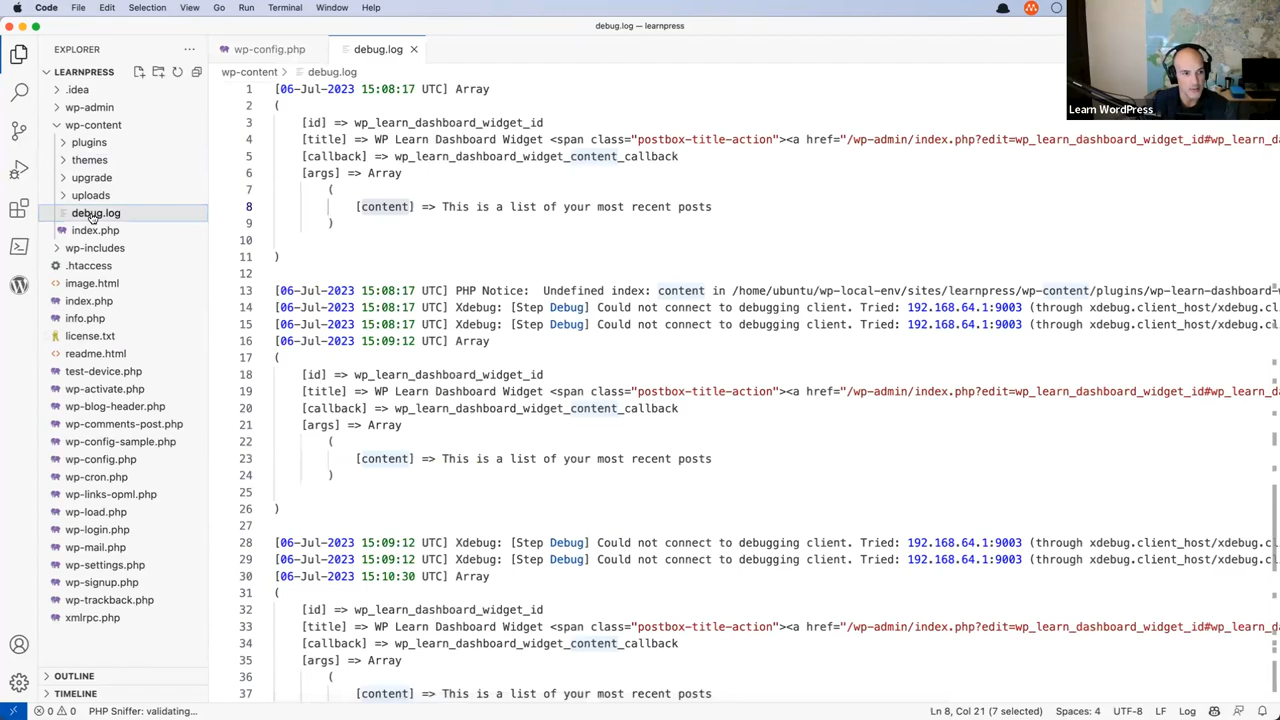 Code File Edit Selection View Go Run Terminal Window Help
debug.log — learnpress
EXPLORER
LEARNPRESS
.idea
wp-admin
wp-content
plugins
themes
upgrade
uploads
debug.log
index.php
wp-includes
.htaccess
image.html
index.php
info.php
license.txt
readme.html
test-device.php
wp-activate.php
wp-blog-header.php
wp-comments-post.php
wp-config-sample.php
wp-config.php
wp-cron.php
wp-links-opml.php
wp-load.php
wp-login.php
wp-mail.php
wp-settings.php
wp-signup.php
wp-trackback.php
xmlrpc.php
OUTLINE
TIMELINE
wp-config.php debug.log
wp-content > debug.log
1 [06-Jul-2023 15:08:17 UTC] Array
2 (
3 [id] => wp_learn_dashboard_widget_id
4 [title] => WP Learn Dashboard Widget <span class="postbox-title-action"><a href="/wp-admin/index.php?edit=wp_learn_dashboard_widget_id#wp_learn_da
5 [callback] => wp_learn_dashboard_widget_content_callback
6 [args] => Array
7 (
8 [content] => This is a list of your most recent posts
9 )
10
11 )
12
13 [06-Jul-2023 15:08:17 UTC] PHP Notice: Undefined index: content in /home/ubuntu/wp-local-env/sites/learnpress/wp-content/plugins/wp-learn-dashboard-
14 [06-Jul-2023 15:08:17 UTC] Xdebug: [Step Debug] Could not connect to debugging client. Tried: 192.168.64.1:9003 (through xdebug.client_host/xdebug.cl
15 [06-Jul-2023 15:08:17 UTC] Xdebug: [Step Debug] Could not connect to debugging client. Tried: 192.168.64.1:9003 (through xdebug.client_host/xdebug.cl
16 [06-Jul-2023 15:09:12 UTC] Array
17 (
18 [id] => wp_learn_dashboard_widget_id
19 [title] => WP Learn Dashboard Widget <span class="postbox-title-action"><a href="/wp-admin/index.php?edit=wp_learn_dashboard_widget_id#wp_learn_da
20 [callback] => wp_learn_dashboard_widget_content_callback
21 [args] => Array
22 (
23 [content] => This is a list of your most recent posts
24 )
25
26 )
27
28 [06-Jul-2023 15:09:12 UTC] Xdebug: [Step Debug] Could not connect to debugging client. Tried: 192.168.64.1:9003 (through xdebug.client_host/xdebug.cl
29 [06-Jul-2023 15:09:12 UTC] Xdebug: [Step Debug] Could not connect to debugging client. Tried: 192.168.64.1:9003 (through xdebug.client_host/xdebug.cl
30 [06-Jul-2023 15:10:30 UTC] Array
31 (
32 [id] => wp_learn_dashboard_widget_id
33 [title] => WP Learn Dashboard Widget <span class="postbox-title-action"><a href="/wp-admin/index.php?edit=wp_learn_dashboard_widget_id#wp_learn_da
34 [callback] => wp_learn_dashboard_widget_content_callback
35 [args] => Array
36 (
37 [content] => This is a list of your most recent posts
Learn WordPress
0 0 PHP Sniffer: validating... Ln 8, Col 21 (7 selected) Spaces: 4 UTF-8 LF Log